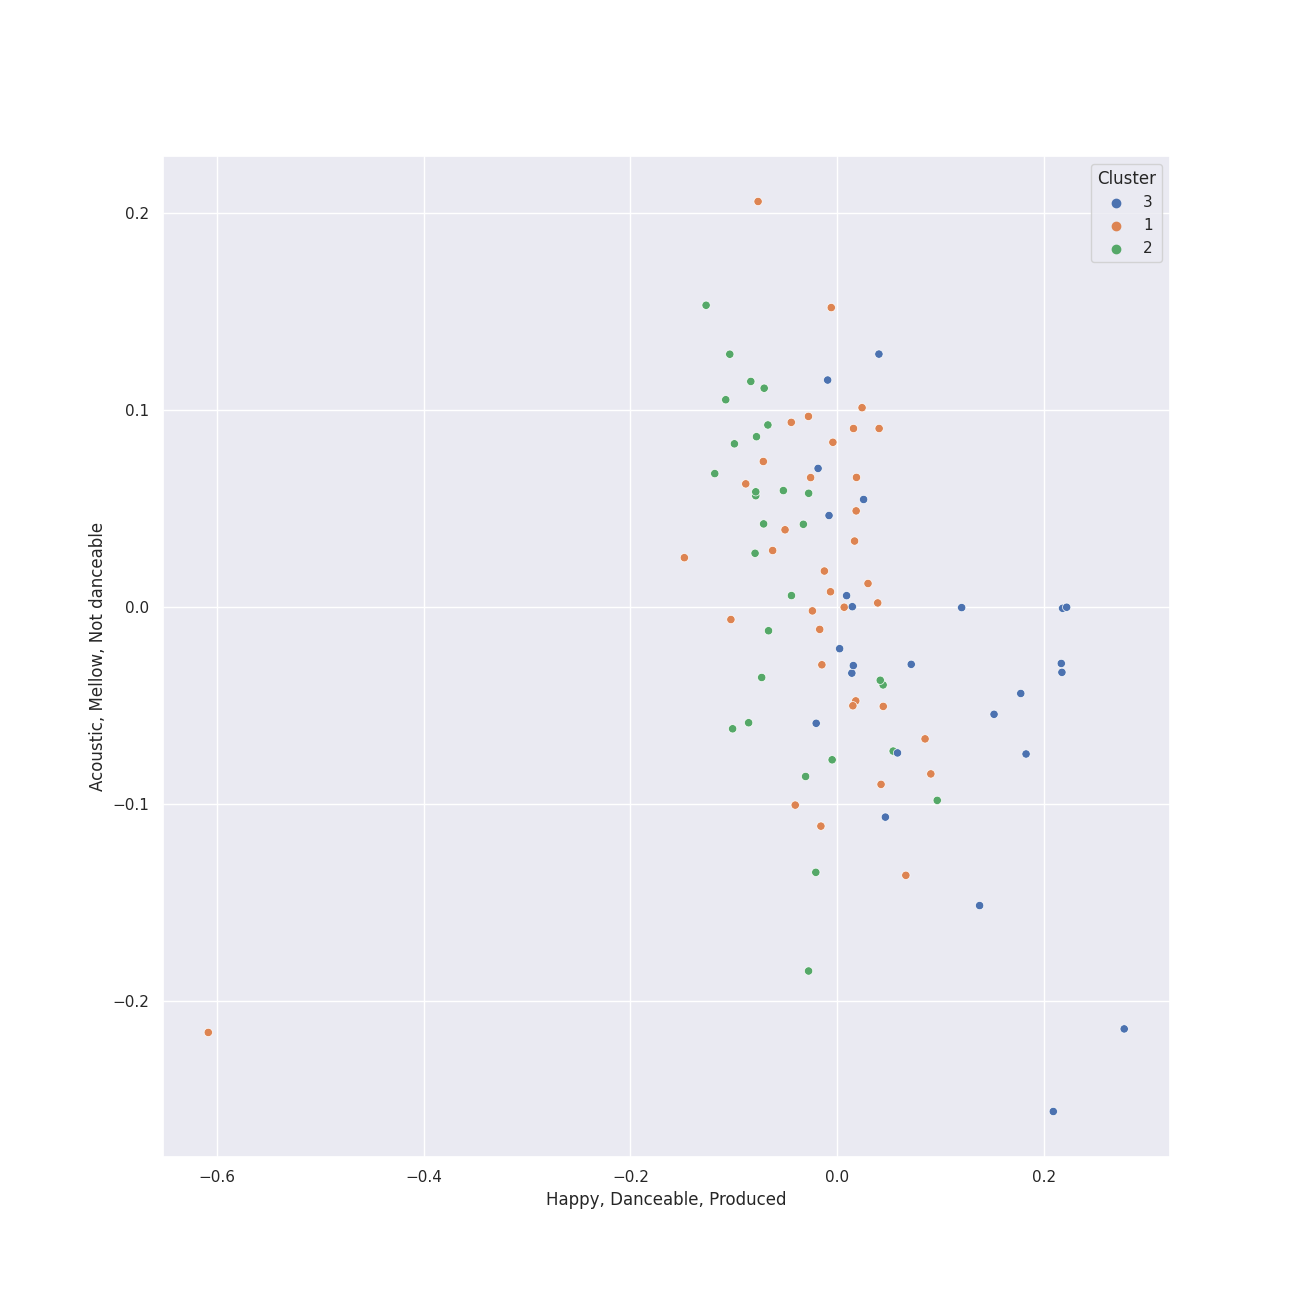 Cluster
3
1
2
0.2
0.1
0.0
−0.1
−0.2
Acoustic, Mellow, Not danceable
−0.6 −0.4 −0.2 0.0 0.2
Happy, Danceable, Produced